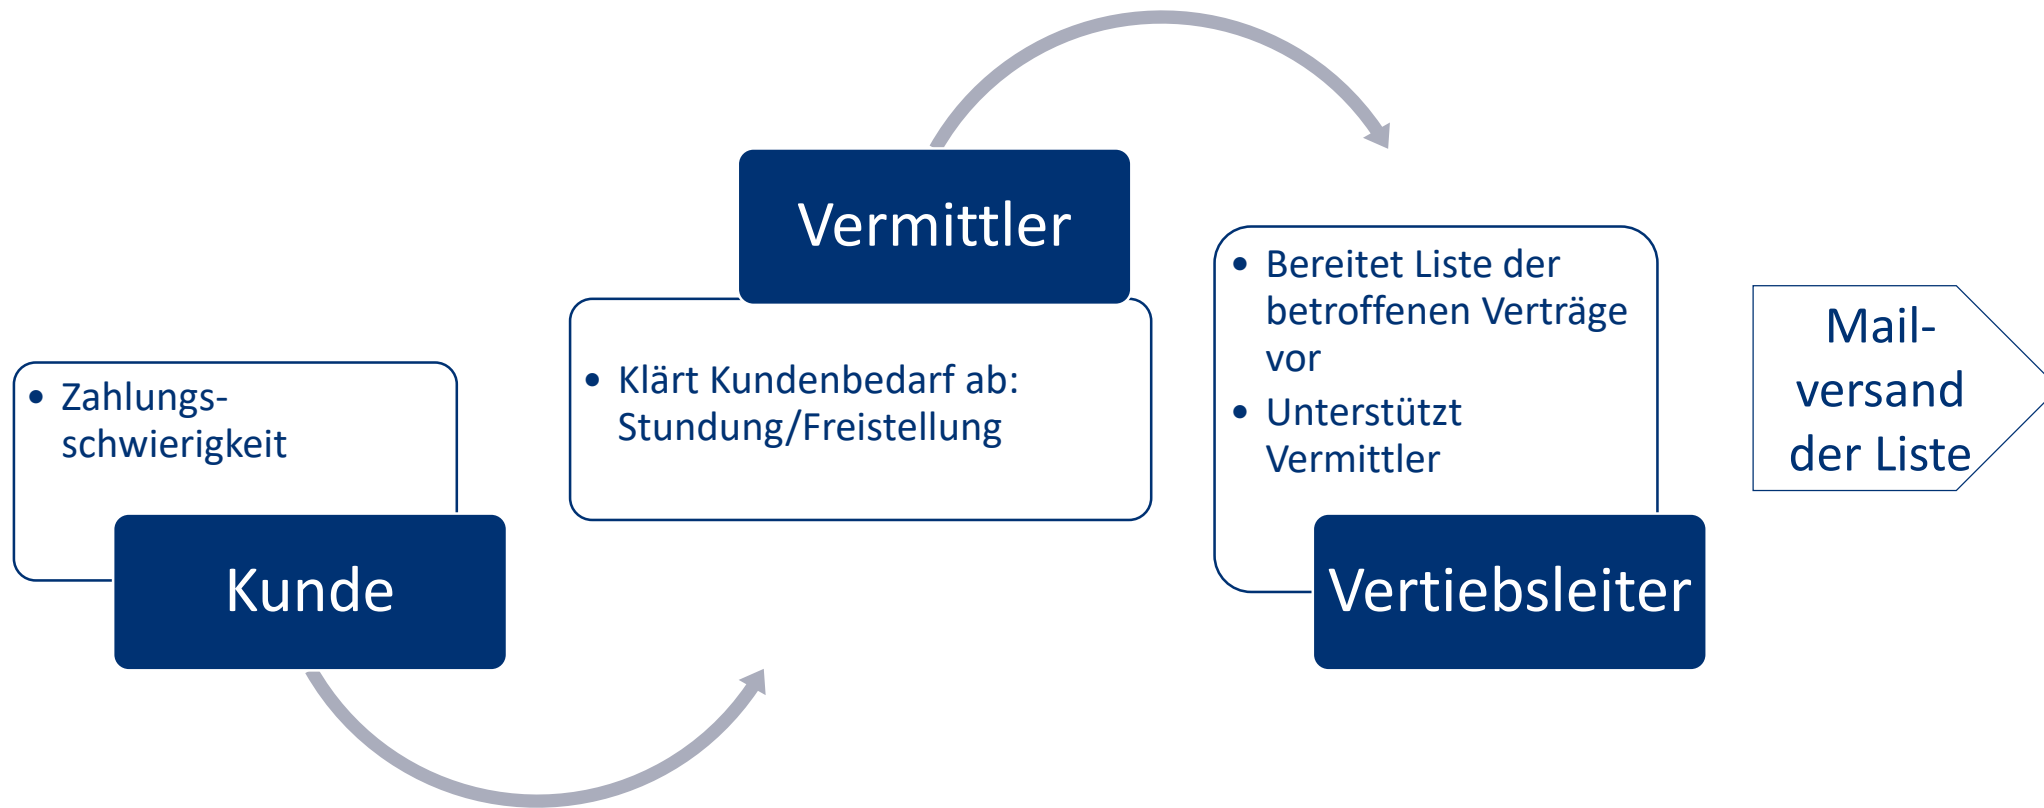 • Zahlungs-
schwierigkeit
Kunde
Vermittler
• Klärt Kundenbedarf ab:
Stundung/Freistellung
• Bereitet Liste der
betroffenen Verträge
vor
• Unterstützt
Vermittler
Vertiebsleiter
Mail-
versand
der Liste